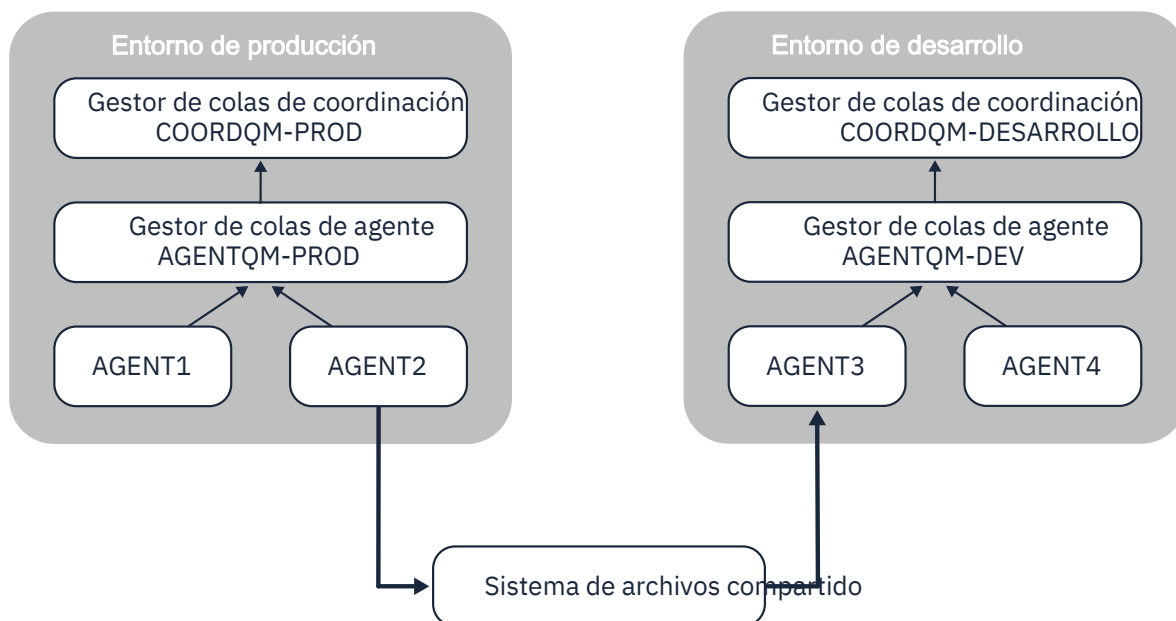 Entorno de producción
Gestor de colas de coordinación
COORDQM-PROD
Gestor de colas de agente
AGENTQM-PROD
AGENT1
AGENT2
Entorno de desarrollo
Gestor de colas de coordinación
COORDQM-DESARROLLO
Gestor de colas de agente
AGENTQM-DEV
AGENT3
AGENT4
Sistema de archivos compartido